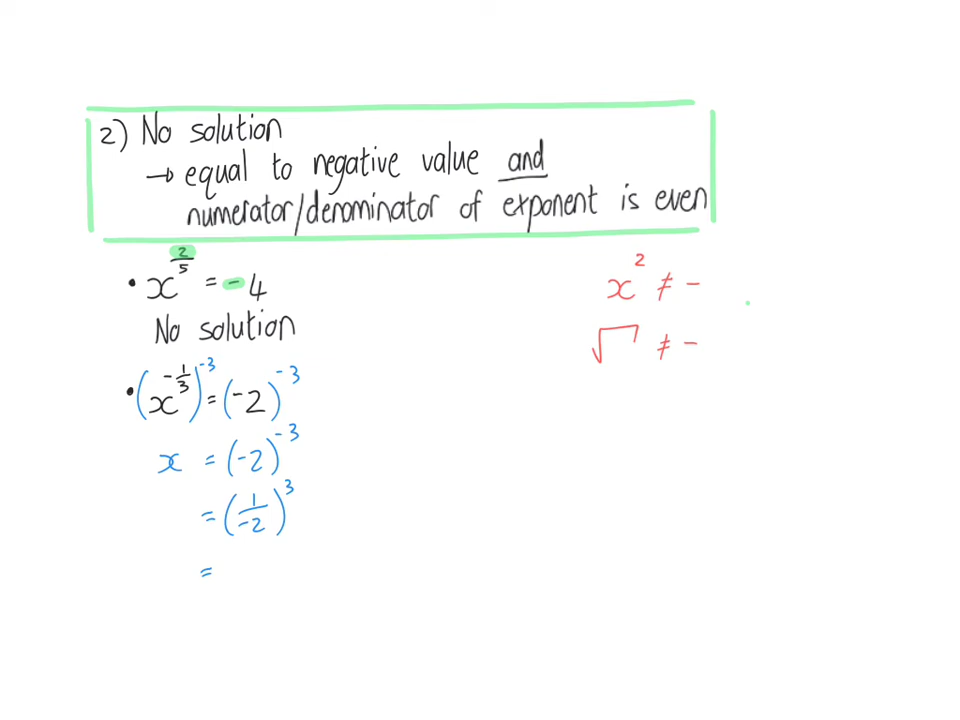 2) No solution
→ equal to negative value and
numerator/denominator of exponent is even
• x^(2/5) = -4
No solution
• (x^(-1/3))^-3 = (-2)^-3
x = (-2)^-3
= (1/-2)^3
=
x^2 ≠ -
√ ≠ -